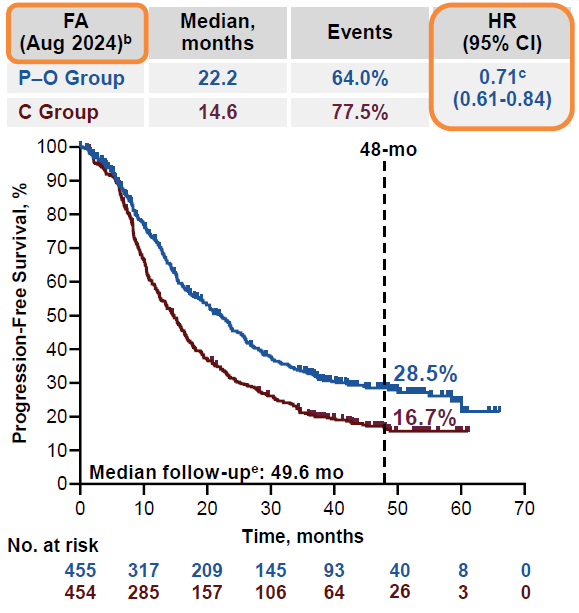 FA Median, Events HR
(Aug 2024)b months (95% CI)
P–O Group 22.2 64.0% 0.71c
(0.61-0.84)
C Group 14.6 77.5%
48-mo
Progression-Free Survival, %
100
90
80
70
60
50
40
30
20
10
0
28.5%
16.7%
Median follow-upe: 49.6 mo
0 10 20 30 40 50 60 70
Time, months
No. at risk
455 317 209 145 93 40 8 0
454 285 157 106 64 26 3 0